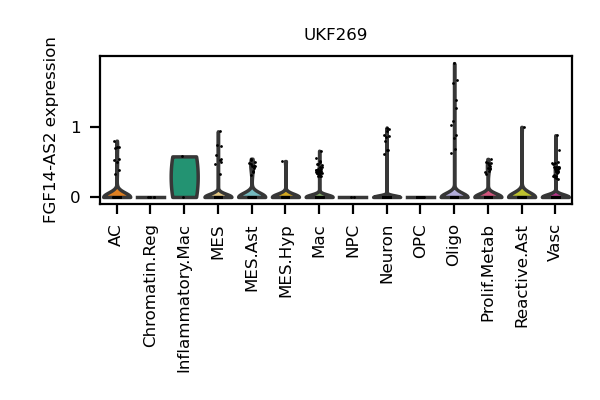 UKF269
FGF14-AS2 expression
1
0
AC
Chromatin.Reg
Inflammatory.Mac
MES
MES.Ast
MES.Hyp
Mac
NPC
Neuron
OPC
Oligo
Prolif.Metab
Reactive.Ast
Vasc